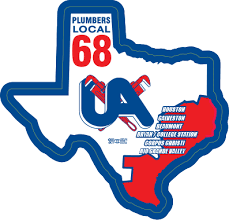 PLUMBERS
LOCAL
68
UA
HOUSTON
GALVESTON
BEAUMONT
BRYAN / COLLEGE STATION
CORPUS CHRISTI
RIO GRANDE VALLEY